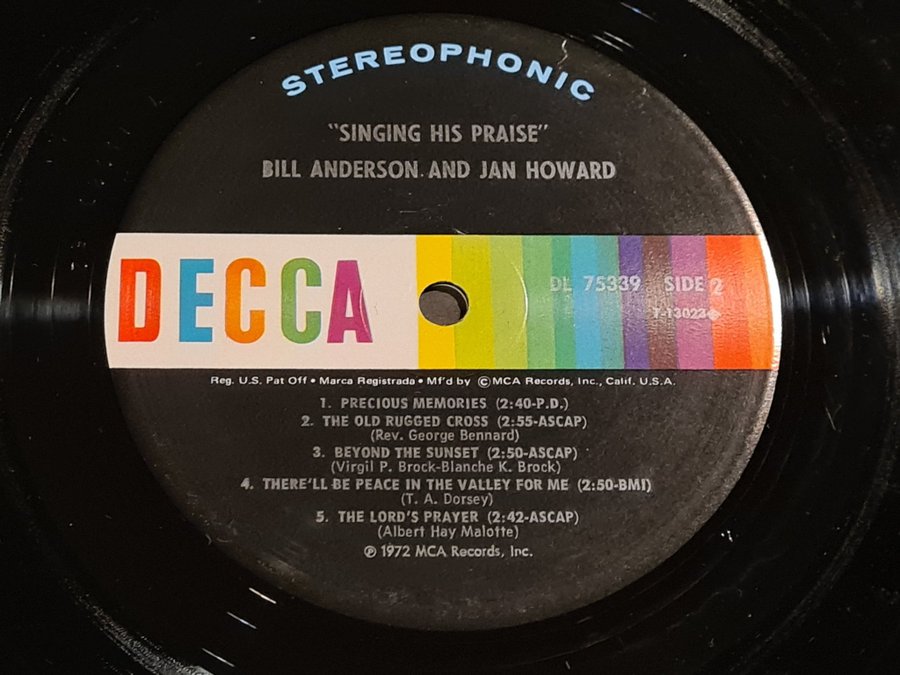 STEREOPHONIC
"SINGING HIS PRAISE"
BILL ANDERSON AND JAN HOWARD
DECCA
DL 75339 SIDE 2
7-13023
Reg. U.S. Pat Off • Marca Registrada • Mf'd by ©MCA Records, Inc., Calif. U.S.A.
1. PRECIOUS MEMORIES (2:40-P.D.)
2. THE OLD RUGGED CROSS (2:55-ASCAP)
(Rev. George Bennard)
3. BEYOND THE SUNSET (2:50-ASCAP)
(Virgil P. Brock-Blanche K. Brock)
4. THERE'LL BE PEACE IN THE VALLEY FOR ME (2:50-BMI)
(T. A. Dorsey)
5. THE LORD'S PRAYER (2:42-ASCAP)
(Albert Hay Malotte)
℗ 1972 MCA Records, Inc.